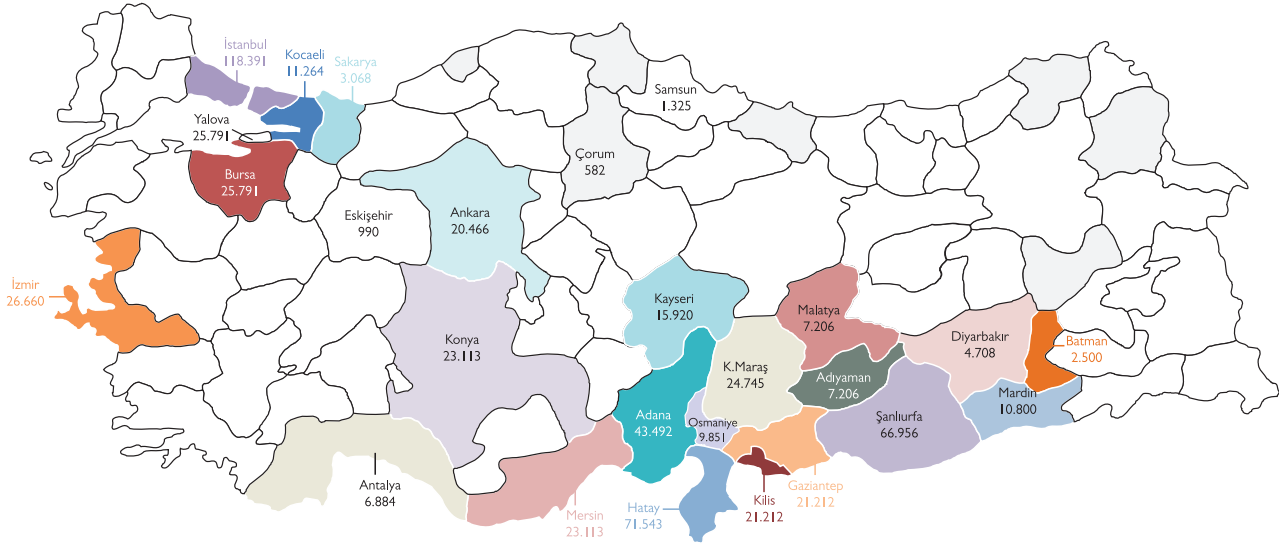 İstanbul
118.391
Kocaeli
11.264
Sakarya
3.068
Samsun
1.325
Yalova
25.791
Bursa
25.791
Çorum
582
Eskişehir
990
Ankara
20.466
İzmir
26.660
Kayseri
15.920
Malatya
7.206
Konya
23.113
Diyarbakır
4.708
Batman
2.500
K.Maraş
24.745
Adıyaman
7.206
Mardin
10.800
Adana
43.492
Osmaniye
9.851
Şanlıurfa
66.956
Antalya
6.884
Mersin
23.113
Hatay
71.543
Kilis
21.212
Gaziantep
21.212